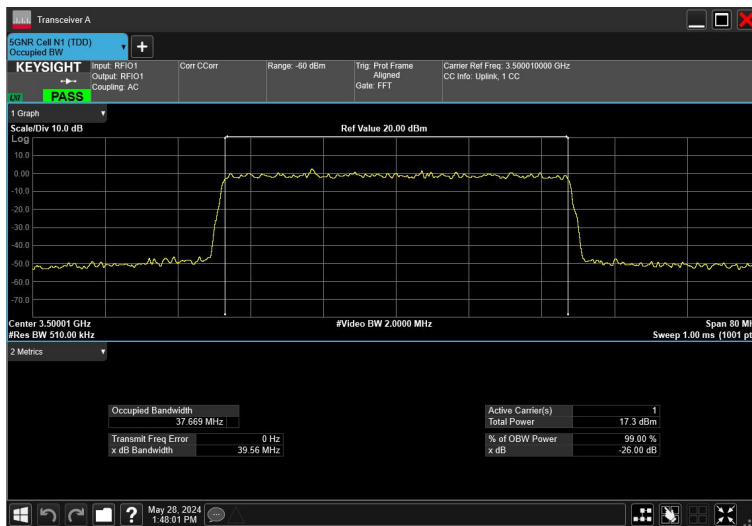 Transceiver A
5GNR Cell N1 (TDD)
Occupied BW
KEYSIGHT
Input: RFIO1
Output: RFIO1
Coupling: AC
Corr CCorr
Range: -60 dBm
Trig: Prot Frame
Aligned
Gate: FFT
Carrier Ref Freq: 3.500010000 GHz
CC Info: Uplink, 1 CC
LXI
PASS
1 Graph
Scale/Div 10.0 dB
Ref Value 20.00 dBm
Log
10.0
0.00
-10.0
-20.0
-30.0
-40.0
-50.0
-60.0
-70.0
Center 3.50001 GHz
#Video BW 2.0000 MHz
Span 80 MH
#Res BW 510.00 kHz
Sweep 1.00 ms (1001 pt
2 Metrics
Occupied Bandwidth
37.669 MHz
Transmit Freq Error 0 Hz
x dB Bandwidth 39.56 MHz
Active Carrier(s) 1
Total Power 17.3 dBm
% of OBW Power 99.00 %
x dB -26.00 dB
May 28, 2024
1:48:01 PM